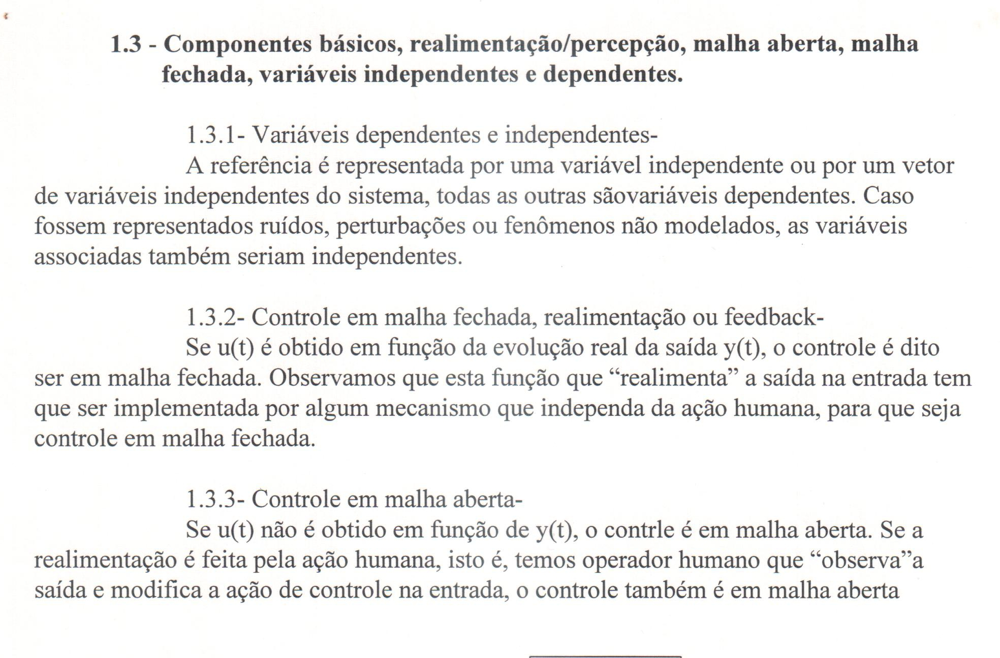 1.3 - Componentes básicos, realimentação/percepção, malha aberta, malha
fechada, variáveis independentes e dependentes.
1.3.1- Variáveis dependentes e independentes-
A referência é representada por uma variável independente ou por um vetor
de variáveis independentes do sistema, todas as outras sãovariáveis dependentes. Caso
fossem representados ruídos, perturbações ou fenômenos não modelados, as variáveis
associadas também seriam independentes.
1.3.2- Controle em malha fechada, realimentação ou feedback-
Se u(t) é obtido em função da evolução real da saída y(t), o controle é dito
ser em malha fechada. Observamos que esta função que “realimenta” a saída na entrada tem
que ser implementada por algum mecanismo que independa da ação humana, para que seja
controle em malha fechada.
1.3.3- Controle em malha aberta-
Se u(t) não é obtido em função de y(t), o contrle é em malha aberta. Se a
realimentação é feita pela ação humana, isto é, temos operador humano que “observa”a
saída e modifica a ação de controle na entrada, o controle também é em malha aberta